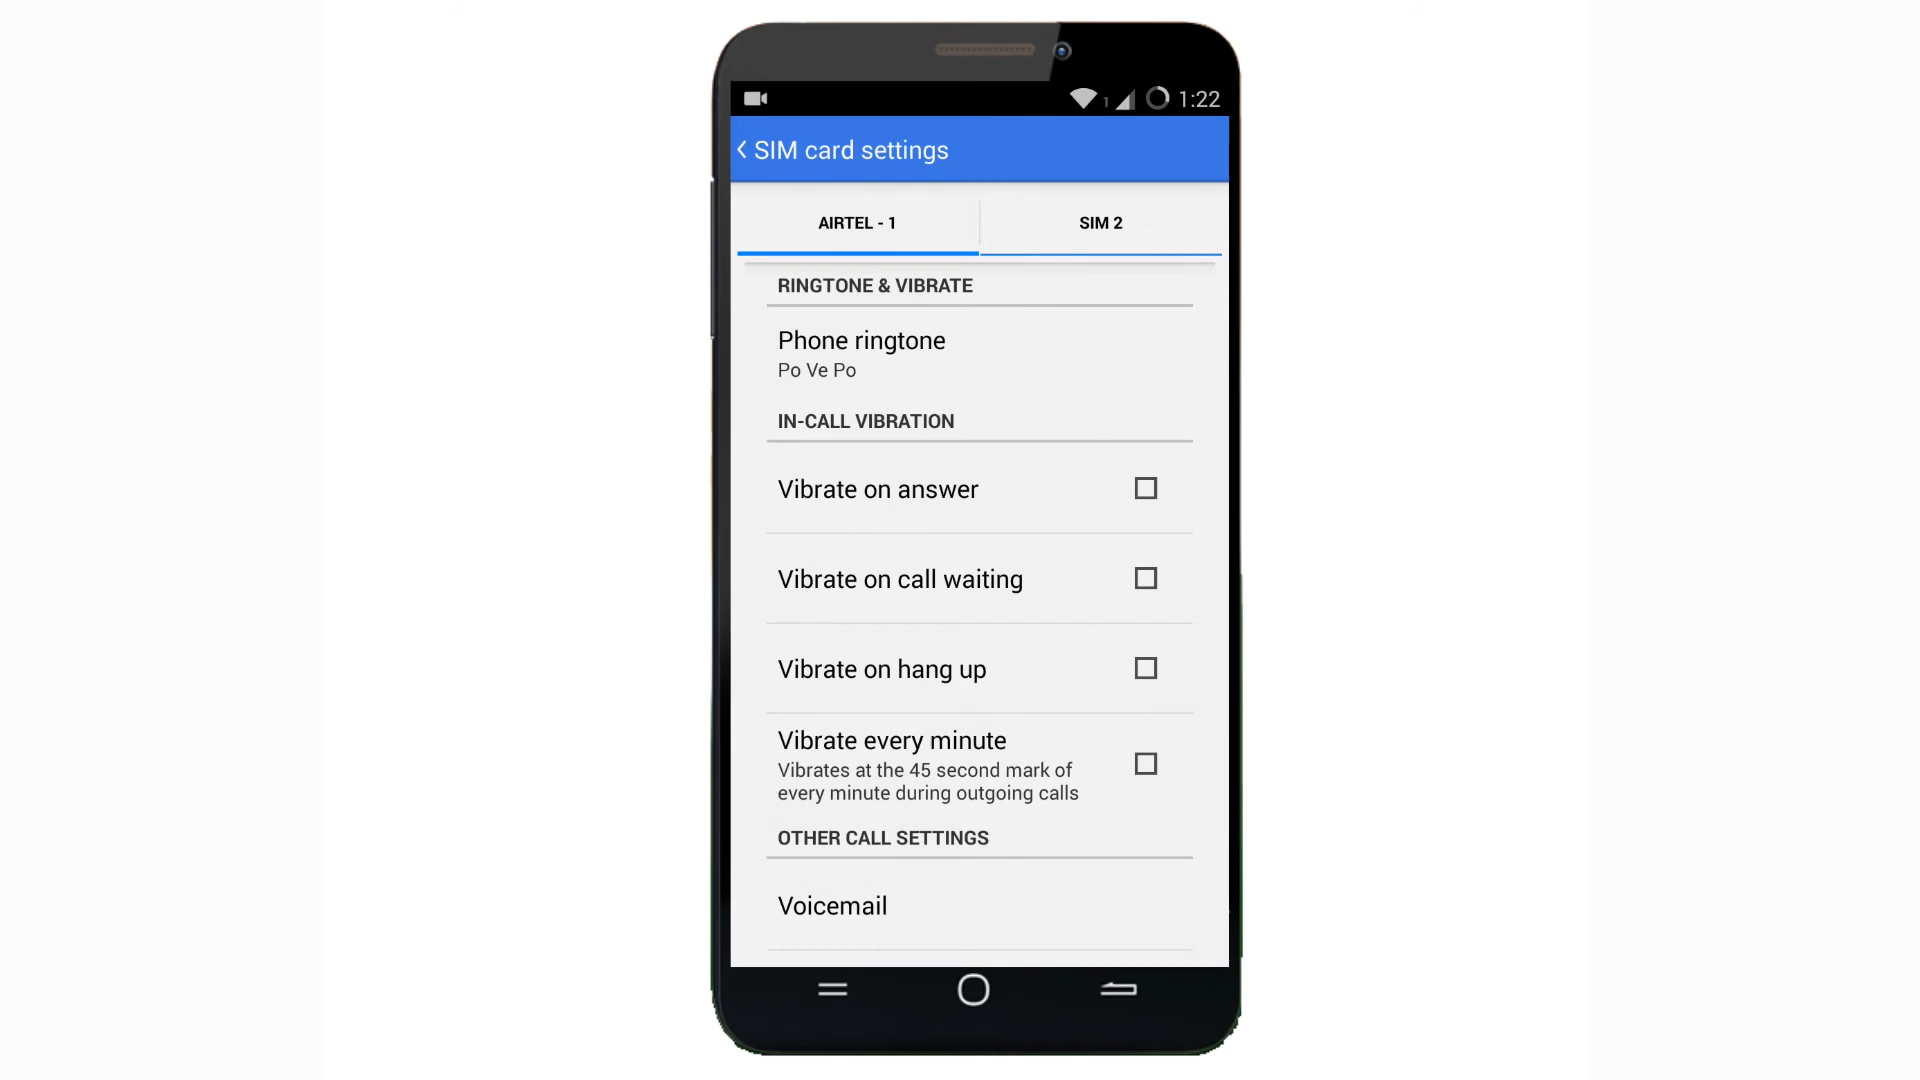 1 1:22
SIM card settings
AIRTEL - 1
SIM 2
RINGTONE & VIBRATE
Phone ringtone
Po Ve Po
IN-CALL VIBRATION
Vibrate on answer
Vibrate on call waiting
Vibrate on hang up
Vibrate every minute
Vibrates at the 45 second mark of
every minute during outgoing calls
OTHER CALL SETTINGS
Voicemail